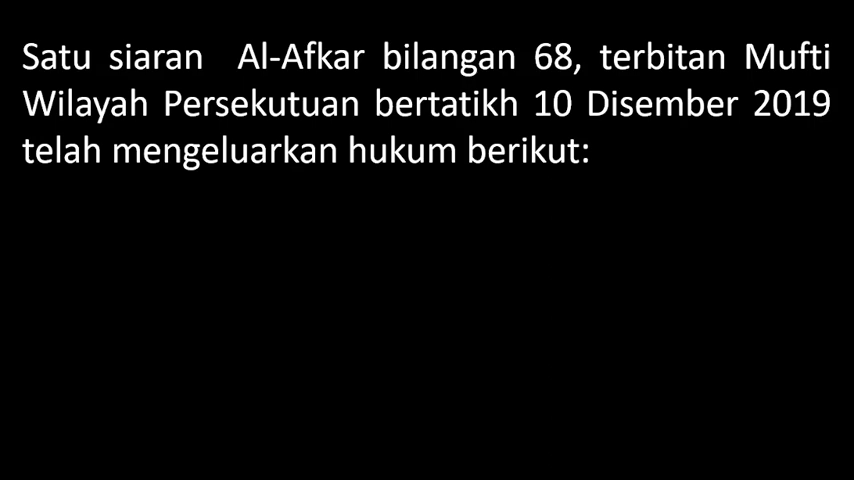 Satu siaran Al-Afkar bilangan 68, terbitan Mufti
Wilayah Persekutuan bertatikh 10 Disember 2019
telah mengeluarkan hukum berikut: